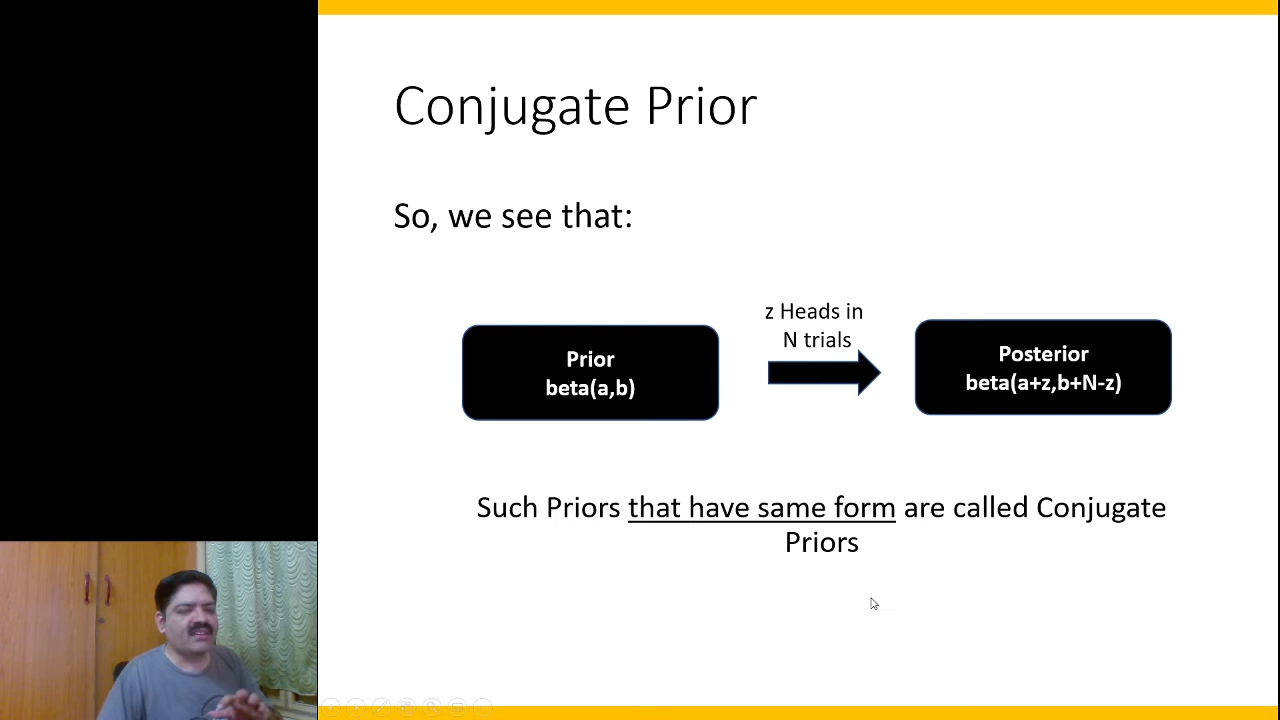 Conjugate Prior
So, we see that:
z Heads in
N trials
Prior
beta(a,b)
Posterior
beta(a+z,b+N-z)
Such Priors that have same form are called Conjugate
Priors